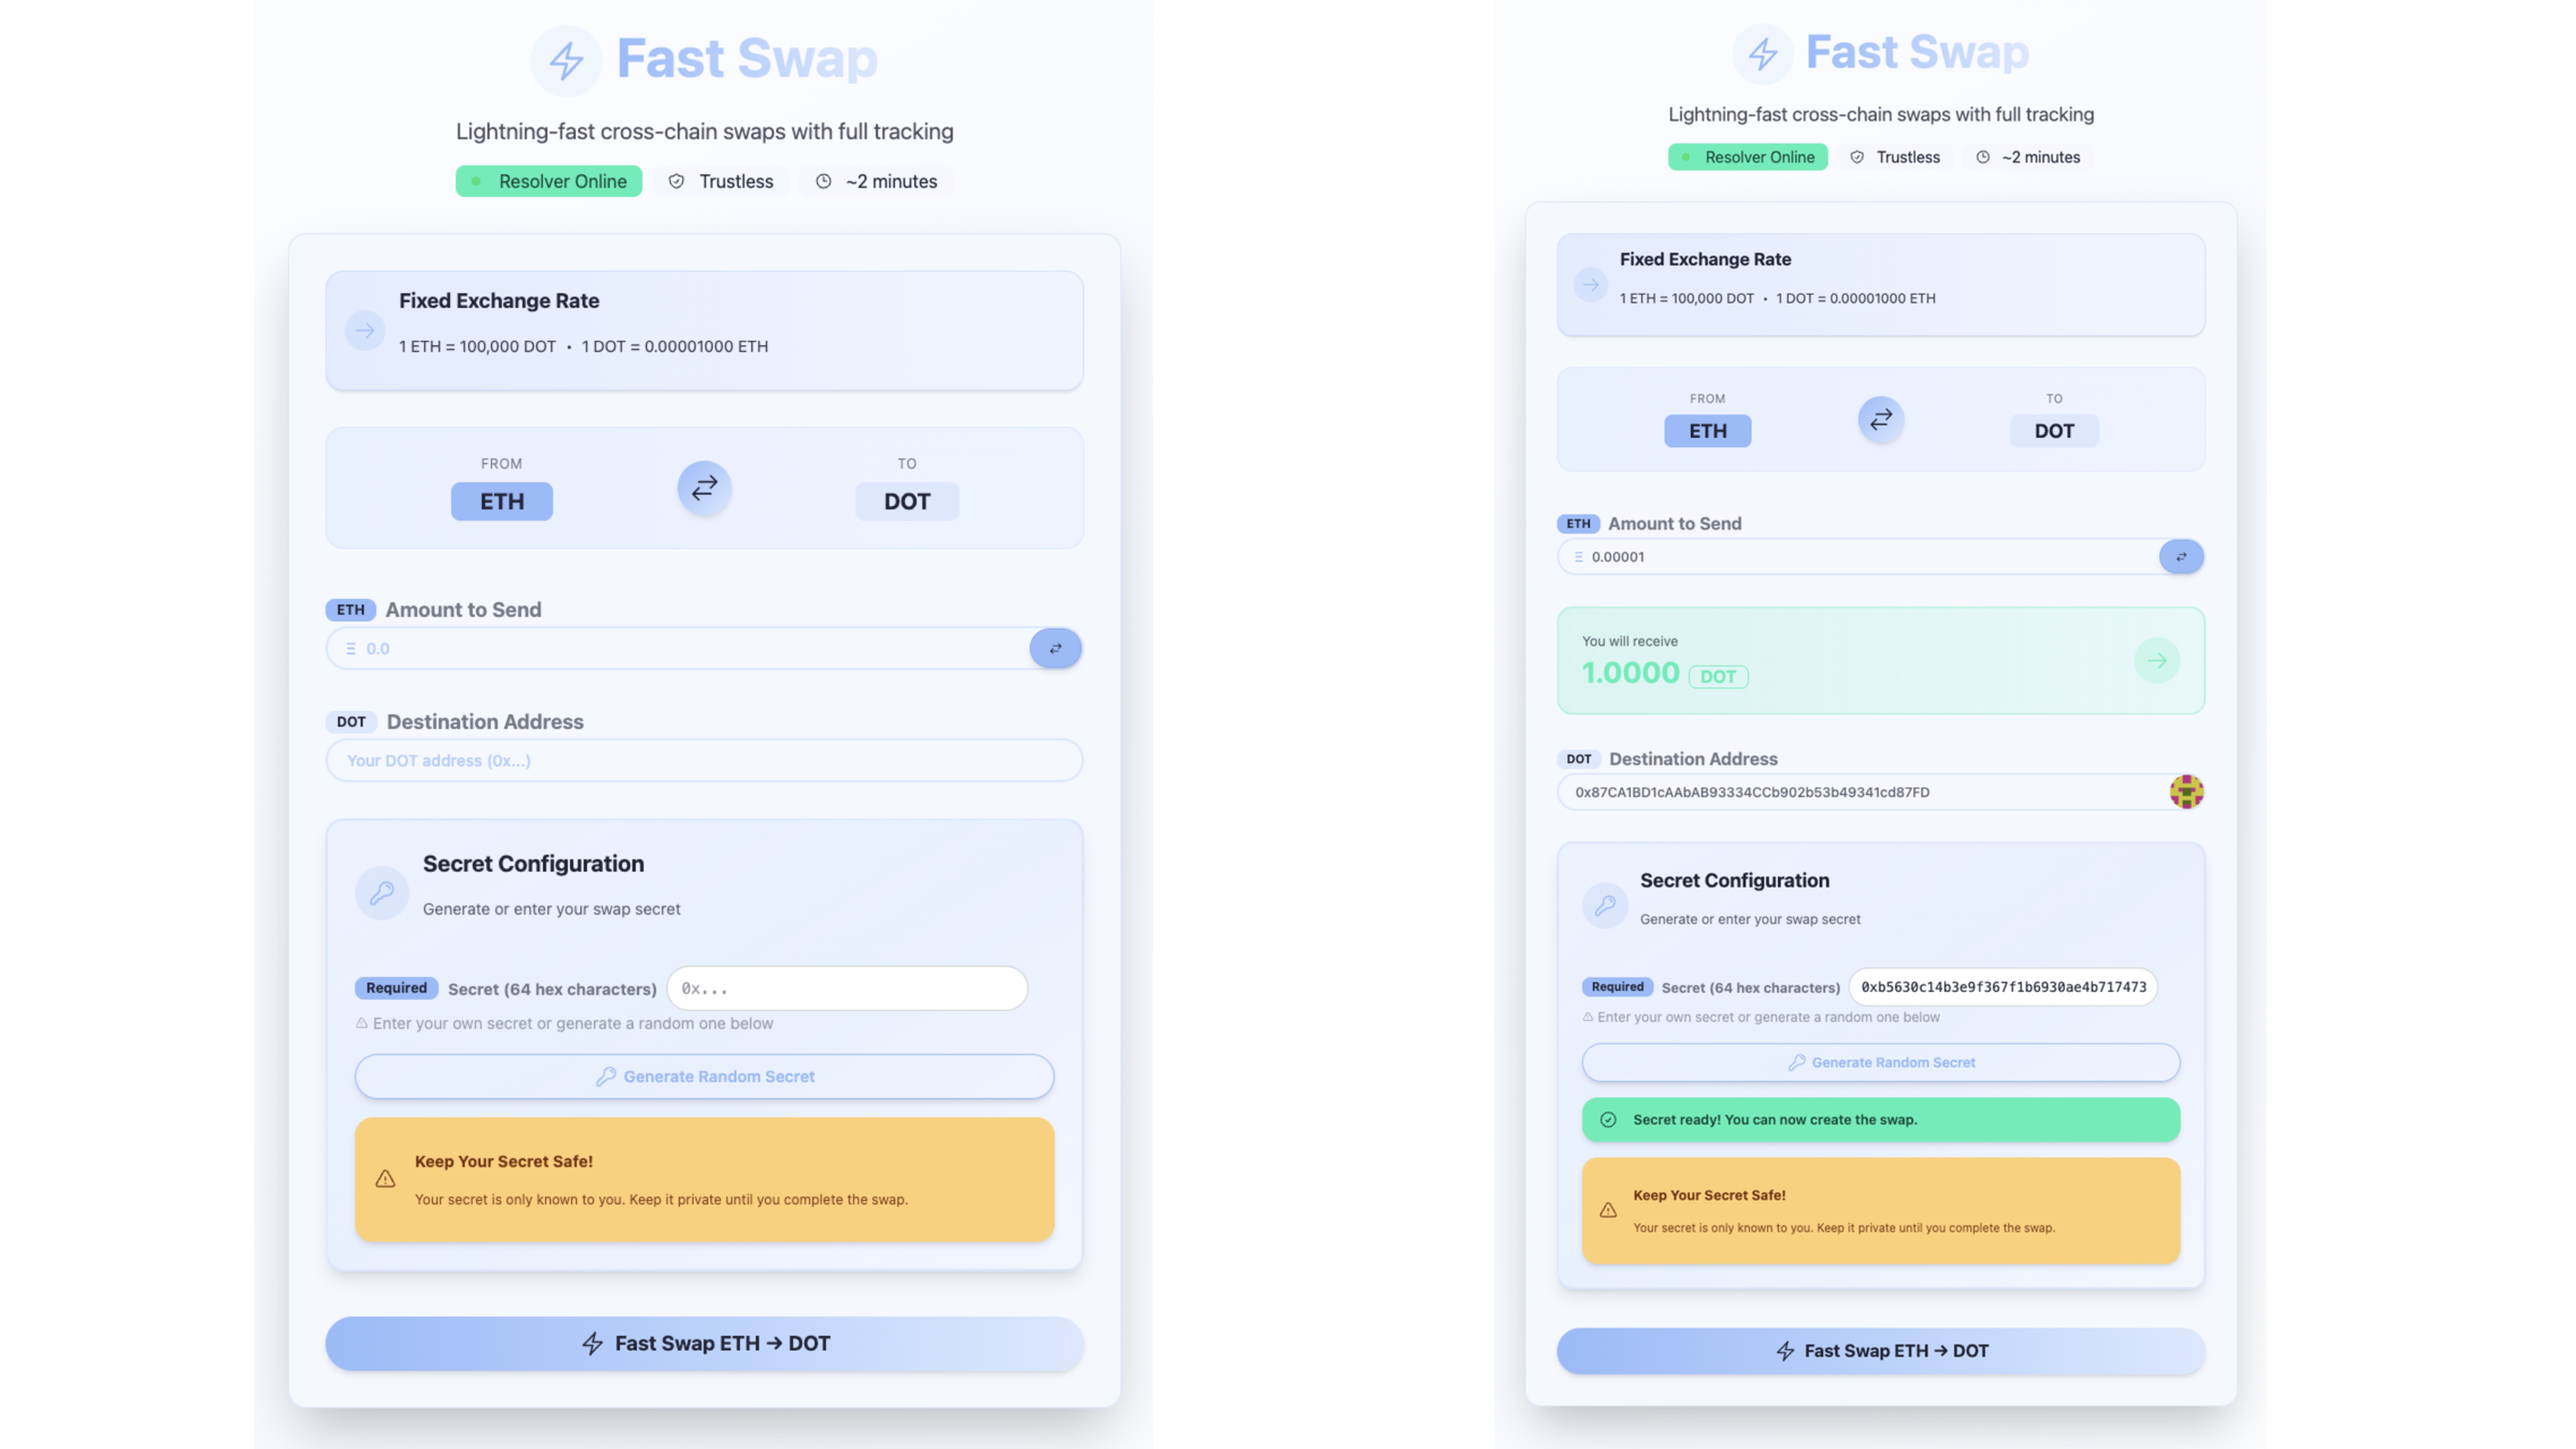 Fast Swap
Lightning-fast cross-chain swaps with full tracking
Resolver Online
Trustless
~2 minutes
Fixed Exchange Rate
1 ETH = 100,000 DOT • 1 DOT = 0.00001000 ETH
FROM
ETH
TO
DOT
ETH Amount to Send
Ξ 0.0
DOT Destination Address
Your DOT address (0x...)
Secret Configuration
Generate or enter your swap secret
Required Secret (64 hex characters) 0x...
Enter your own secret or generate a random one below
Generate Random Secret
Keep Your Secret Safe!
Your secret is only known to you. Keep it private until you complete the swap.
Fast Swap ETH → DOT
Fast Swap
Lightning-fast cross-chain swaps with full tracking
Resolver Online
Trustless
~2 minutes
Fixed Exchange Rate
1 ETH = 100,000 DOT • 1 DOT = 0.00001000 ETH
FROM
ETH
TO
DOT
ETH Amount to Send
Ξ 0.00001
You will receive
1.0000 DOT
DOT Destination Address
0x87CA1BD1cAAbAB93334CCb902b53b49341cd87FD
Secret Configuration
Generate or enter your swap secret
Required Secret (64 hex characters) 0xb5630c14b3e9f367f1b6930ae4b717473
Enter your own secret or generate a random one below
Generate Random Secret
Secret ready! You can now create the swap.
Keep Your Secret Safe!
Your secret is only known to you. Keep it private until you complete the swap.
Fast Swap ETH → DOT